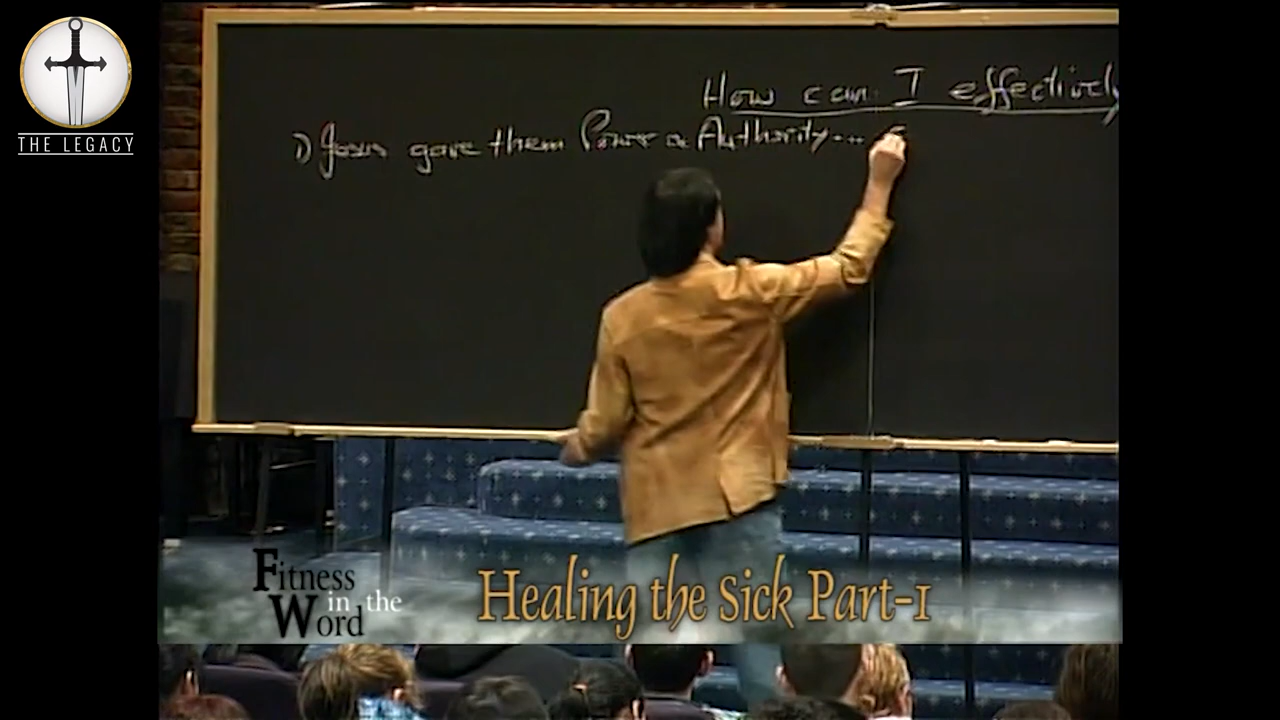 THE LEGACY
How can I effectively
1) Jesus gave them Power & Authority...
Fitness
in the
Word
Healing the Sick Part-1